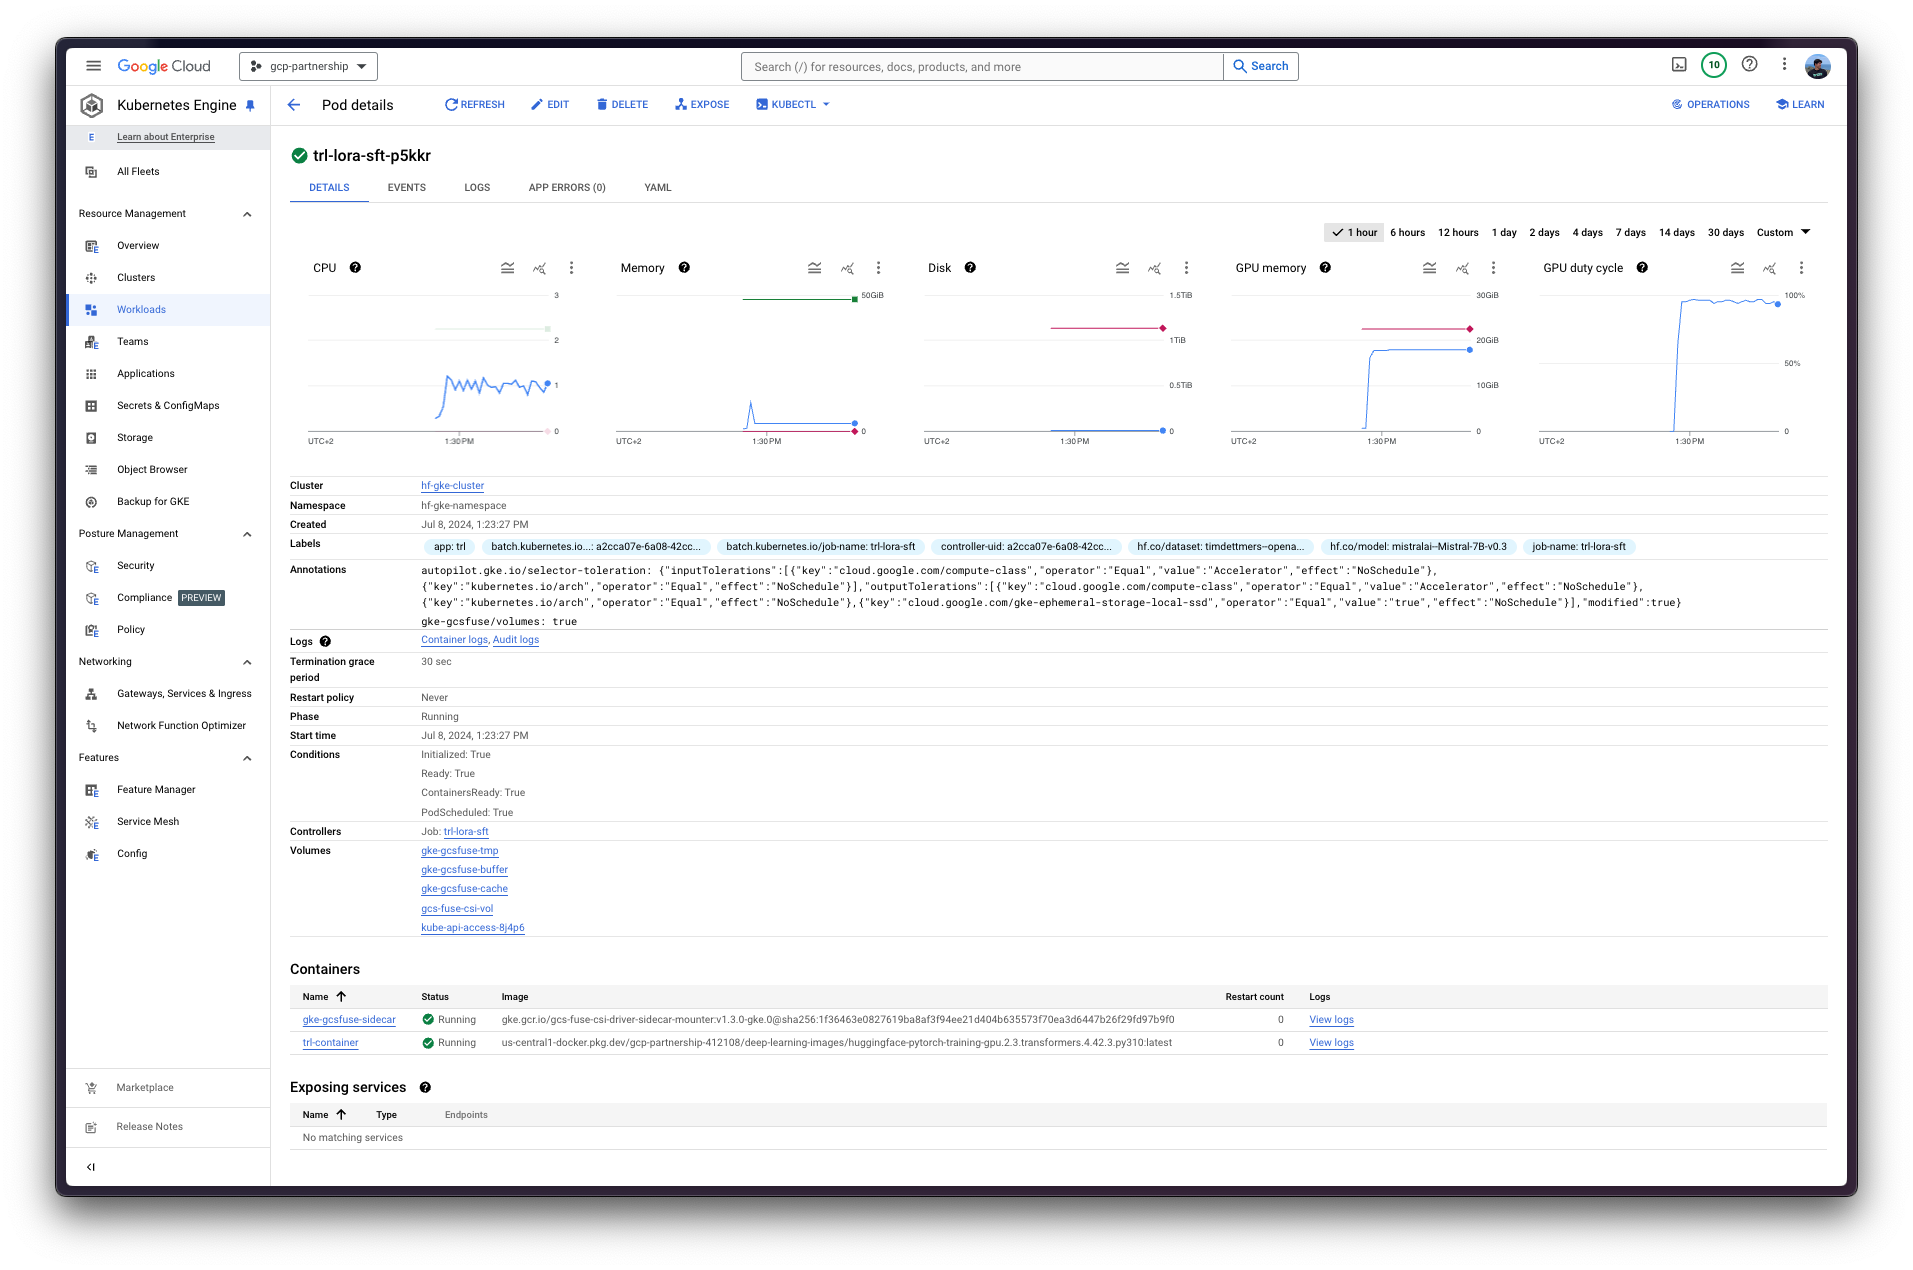 Google Cloud
gcp-partnership
Search (/) for resources, docs, products, and more
Search
10
Kubernetes Engine
Pod details
REFRESH
EDIT
DELETE
EXPOSE
KUBECTL
OPERATIONS
LEARN
E Learn about Enterprise
All Fleets
Resource Management
Overview
Clusters
Workloads
Teams
Applications
Secrets & ConfigMaps
Storage
Object Browser
Backup for GKE
Posture Management
Security
Compliance PREVIEW
Policy
Networking
Gateways, Services & Ingress
Network Function Optimizer
Features
Feature Manager
Service Mesh
Config
Marketplace
Release Notes
trl-lora-sft-p5kkr
DETAILS EVENTS LOGS APP ERRORS (0) YAML
1 hour 6 hours 12 hours 1 day 2 days 4 days 7 days 14 days 30 days Custom
CPU
3
2
1
0
UTC+2 1:30 PM
Memory
50GiB
0
UTC+2 1:30 PM
Disk
1.5TiB
1TiB
0.5TiB
0
UTC+2 1:30 PM
GPU memory
30GiB
20GiB
10GiB
0
UTC+2 1:30 PM
GPU duty cycle
100%
50%
0
UTC+2 1:30 PM
Cluster hf-gke-cluster
Namespace hf-gke-namespace
Created Jul 8, 2024, 1:23:27 PM
Labels app: trl batch.kubernetes.io...: a2cca07e-6a08-42cc... batch.kubernetes.io/job-name: trl-lora-sft controller-uid: a2cca07e-6a08-42cc... hf.co/dataset: timdettmers--opena... hf.co/model: mistralai--Mistral-7B-v0.3 job-name: trl-lora-sft
Annotations autopilot.gke.io/selector-toleration: {"inputTolerations":[{"key":"cloud.google.com/compute-class","operator":"Equal","value":"Accelerator","effect":"NoSchedule"},
{"key":"kubernetes.io/arch","operator":"Equal","effect":"NoSchedule"}],"outputTolerations":[{"key":"cloud.google.com/compute-class","operator":"Equal","value":"Accelerator","effect":"NoSchedule"},
{"key":"kubernetes.io/arch","operator":"Equal","effect":"NoSchedule"},{"key":"cloud.google.com/gke-ephemeral-storage-local-ssd","operator":"Equal","value":"true","effect":"NoSchedule"}],"modified":true}
gke-gcsfuse/volumes: true
Logs Container logs, Audit logs
Termination grace period 30 sec
Restart policy Never
Phase Running
Start time Jul 8, 2024, 1:23:27 PM
Conditions Initialized: True
Ready: True
ContainersReady: True
PodScheduled: True
Controllers Job: trl-lora-sft
Volumes gke-gcsfuse-tmp
gke-gcsfuse-buffer
gke-gcsfuse-cache
gcs-fuse-csi-vol
kube-api-access-8j4p6
Containers
Name Status Image Restart count Logs
gke-gcsfuse-sidecar Running gke.gcr.io/gcs-fuse-csi-driver-sidecar-mounter:v1.3.0-gke.0@sha256:1f36463e0827619ba8af3f94ee21d404b635573f70ea3d6447b26f29fd97b9f0 0 View logs
trl-container Running us-central1-docker.pkg.dev/gcp-partnership-412108/deep-learning-images/huggingface-pytorch-training-gpu.2.3.transformers.4.42.3.py310:latest 0 View logs
Exposing services
Name Type Endpoints
No matching services